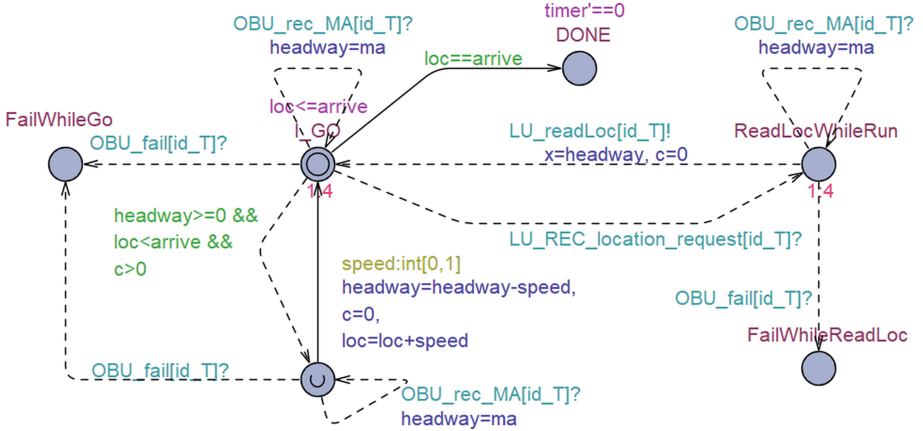 timer'==0
DONE
OBU_rec_MA[id_T]?
headway=ma
OBU_rec_MA[id_T]?
headway=ma
loc==arrive
loc<=arrive
I_GO
FailWhileGo
OBU_fail[id_T]?
LU_readLoc[id_T]!
x=headway, c=0
ReadLocWhileRun
1:4
1:4
headway>=0 &&
loc<arrive &&
c>0
LU_REC_location_request[id_T]?
speed:int[0,1]
headway=headway-speed,
c=0,
loc=loc+speed
OBU_fail[id_T]?
FailWhileReadLoc
OBU_fail[id_T]?
OBU_rec_MA[id_T]?
headway=ma